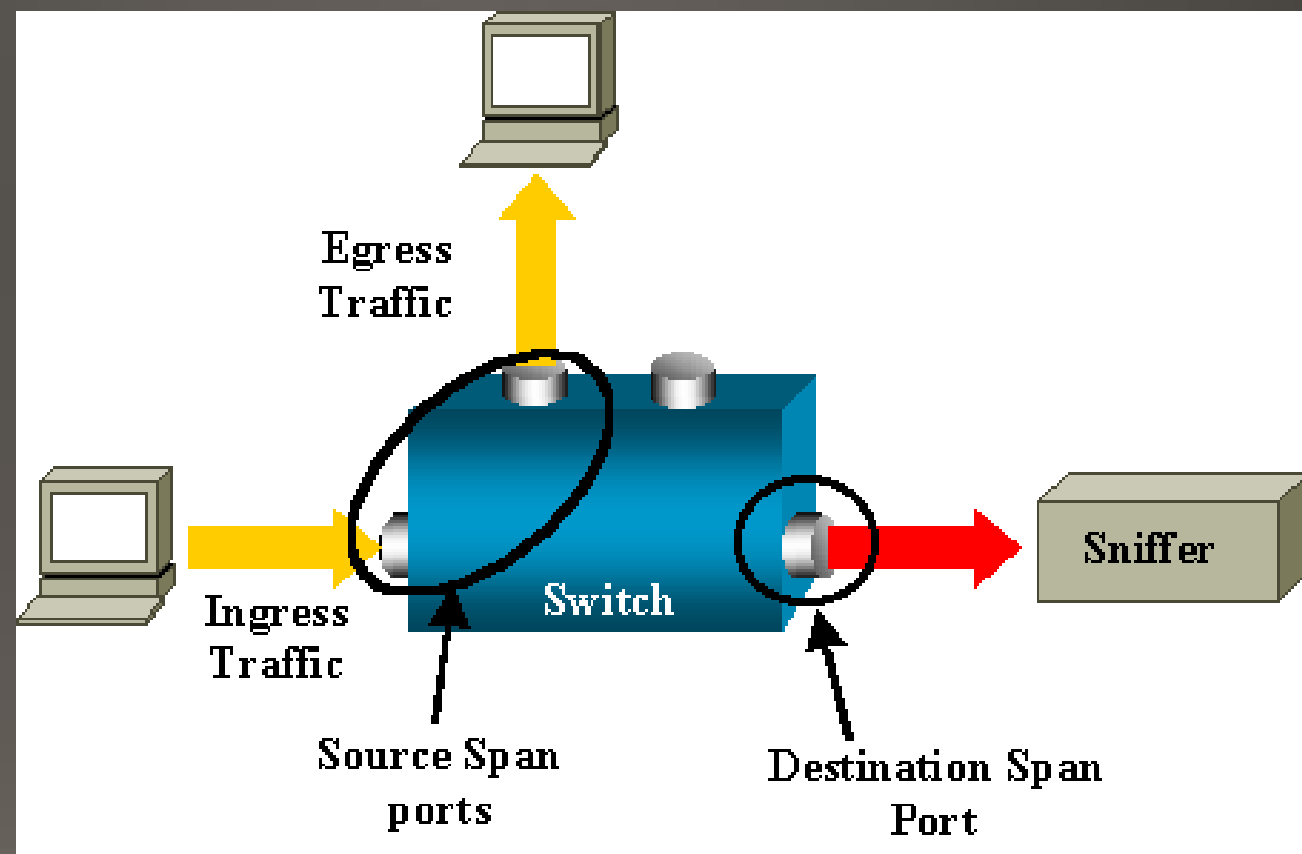 Egress
Traffic
Ingress
Traffic
Switch
Sniffer
Source Span
ports
Destination Span
Port